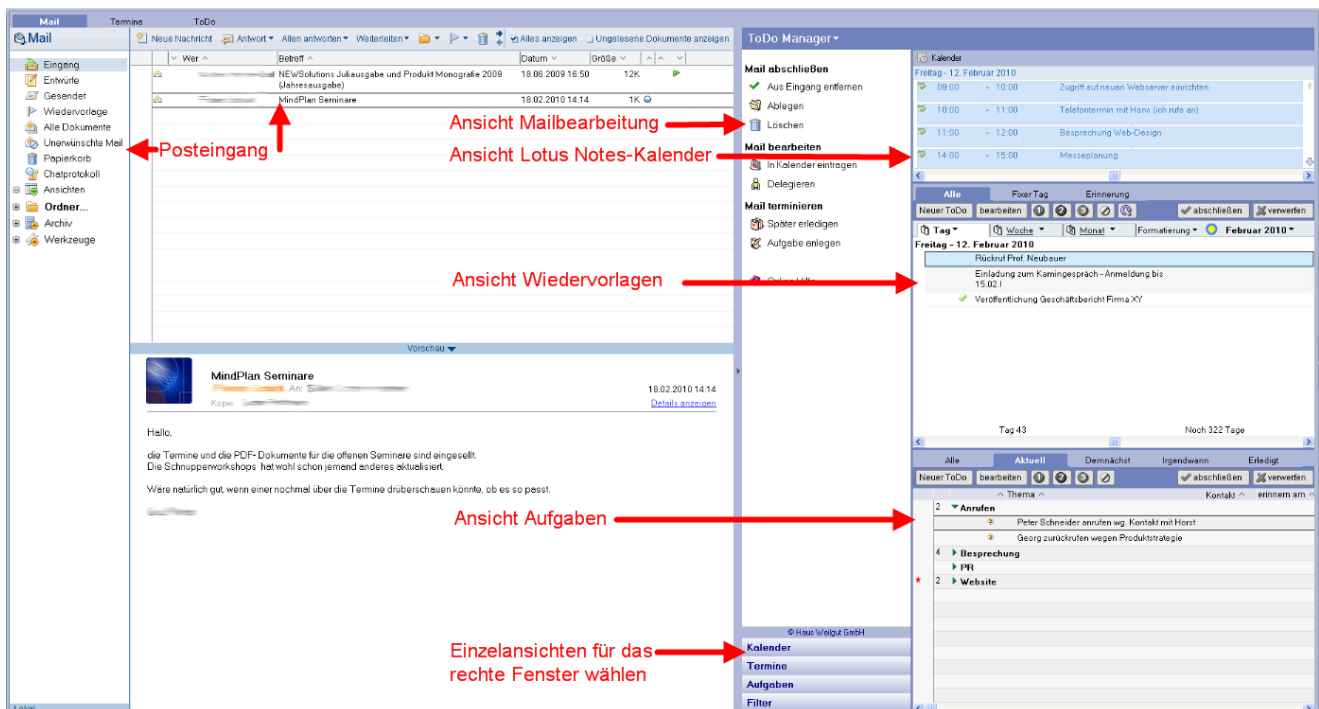 Mail Termine ToDo
Mail
Neue Nachricht Antwort Allen antworten Weiterleiten Alles anzeigen Ungelesene Dokumente anzeigen
Eingang
Entwürfe
Gesendet
Wiedervorlage
Alle Dokumente
Unerwünschte Mail
Papierkorb
Chatprotokoll
Ansichten
Ordner...
Archiv
Werkzeuge
Wer Betreff Datum Größe
NEWSolutions Juliausgabe und Produkt Monografie 2009 18.06.2009 16:50 12K
(Jahresausgabe)
MindPlan Seminare 18.02.2010 14:14 1K
Posteingang
Ansicht Mailbearbeitung
Ansicht Lotus Notes-Kalender
Ansicht Wiedervorlagen
Vorschau
MindPlan Seminare
An:
18.02.2010 14:14
Kopie:
Details anzeigen
Hallo,
die Termine und die PDF-Dokumente für die offenen Seminare sind eingesellt.
Die Schnupperworkshops hat wohl schon jemand anderes aktualisiert.
Wäre natürlich gut, wenn einer nochmal über die Termine drüberschauen könnte, ob es so passt.
Ansicht Aufgaben
Einzelansichten für das
rechte Fenster wählen
ToDo Manager
Mail abschließen
Aus Eingang entfernen
Ablegen
Löschen
Mail bearbeiten
In Kalender eintragen
Delegieren
Mail terminieren
Später erledigen
Aufgabe anlegen
Online Hilfe
© Haus Weilgut GmbH
Kalender
Termine
Aufgaben
Filter
Kalender
Freitag - 12. Februar 2010
09:00 - 10:00 Zugriff auf neuen Webserver einrichten
10:00 - 11:00 Telefontermin mit Hans (ich rufe an)
11:00 - 12:00 Besprechung Web-Design
14:00 - 15:00 Messeplanung
Alle Fixer Tag Erinnerung
Neuer ToDo bearbeiten 1 2 3 abschließen verwerfen
Tag Woche Monat Formatierung Februar 2010
Freitag - 12. Februar 2010
Rückruf Prof. Neubauer
Einladung zum Kamingespräch - Anmeldung bis
15.02.!
Veröffentlichung Geschäftsbericht Firma XY
Tag 43 Noch 322 Tage
Alle Aktuell Demnächst Irgendwann Erledigt
Neuer ToDo bearbeiten 1 2 3 abschließen verwerfen
Thema Kontakt erinnern am
2 Anrufen
Peter Schneider anrufen wg. Kontakt mit Horst
Georg zurückrufen wegen Produktstrategie
4 Besprechung
PR
2 Website